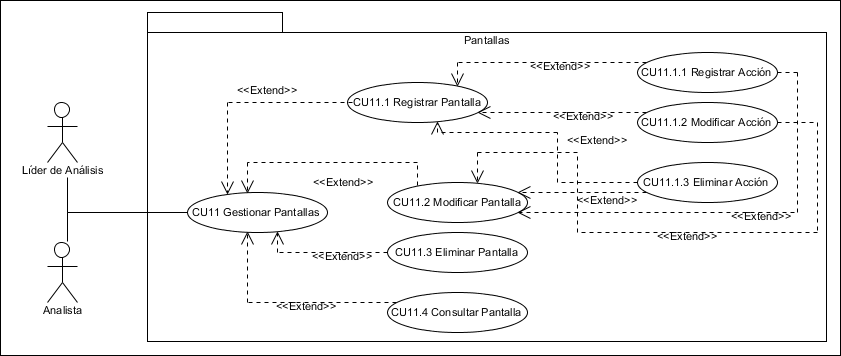 Pantallas
<<Extend>>
CU11.1.1 Registrar Acción
<<Extend>>
CU11.1 Registrar Pantalla
<<Extend>>
CU11.1.2 Modificar Acción
<<Extend>>
Líder de Análisis
<<Extend>>
CU11.1.3 Eliminar Acción
CU11.2 Modificar Pantalla
<<Extend>>
CU11 Gestionar Pantallas
<<Extend>>
<<Extend>>
CU11.3 Eliminar Pantalla
<<Extend>>
<<Extend>>
CU11.4 Consultar Pantalla
Analista